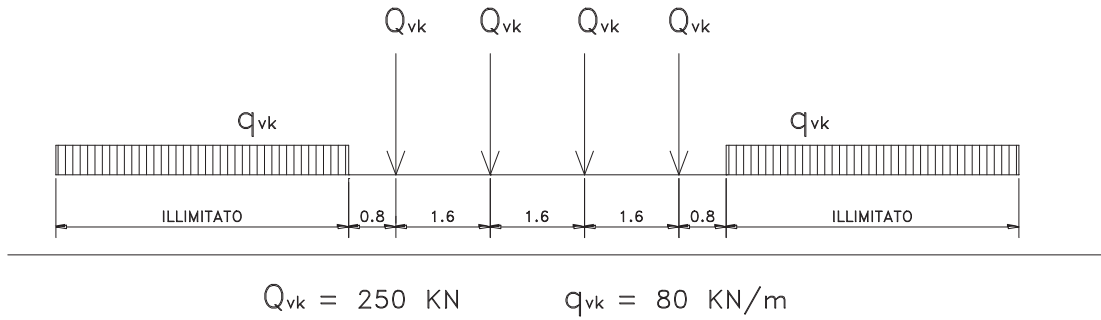 Qvk Qvk Qvk Qvk
qvk qvk
ILLIMITATO 0.8 1.6 1.6 1.6 0.8 ILLIMITATO
Qvk = 250 KN qvk = 80 KN/m